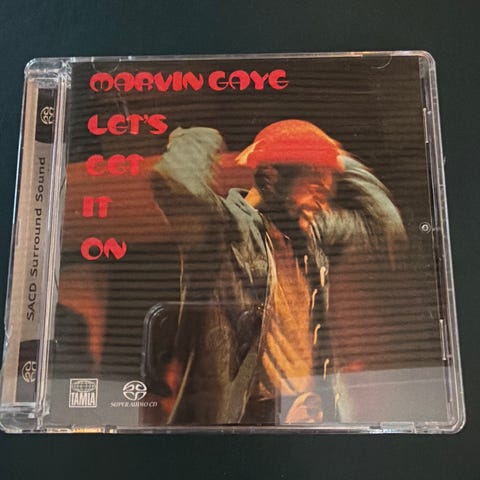 MARVIN GAYE
LET'S
GET
IT
ON
SACD Surround Sound
TAMLA
SUPER AUDIO CD